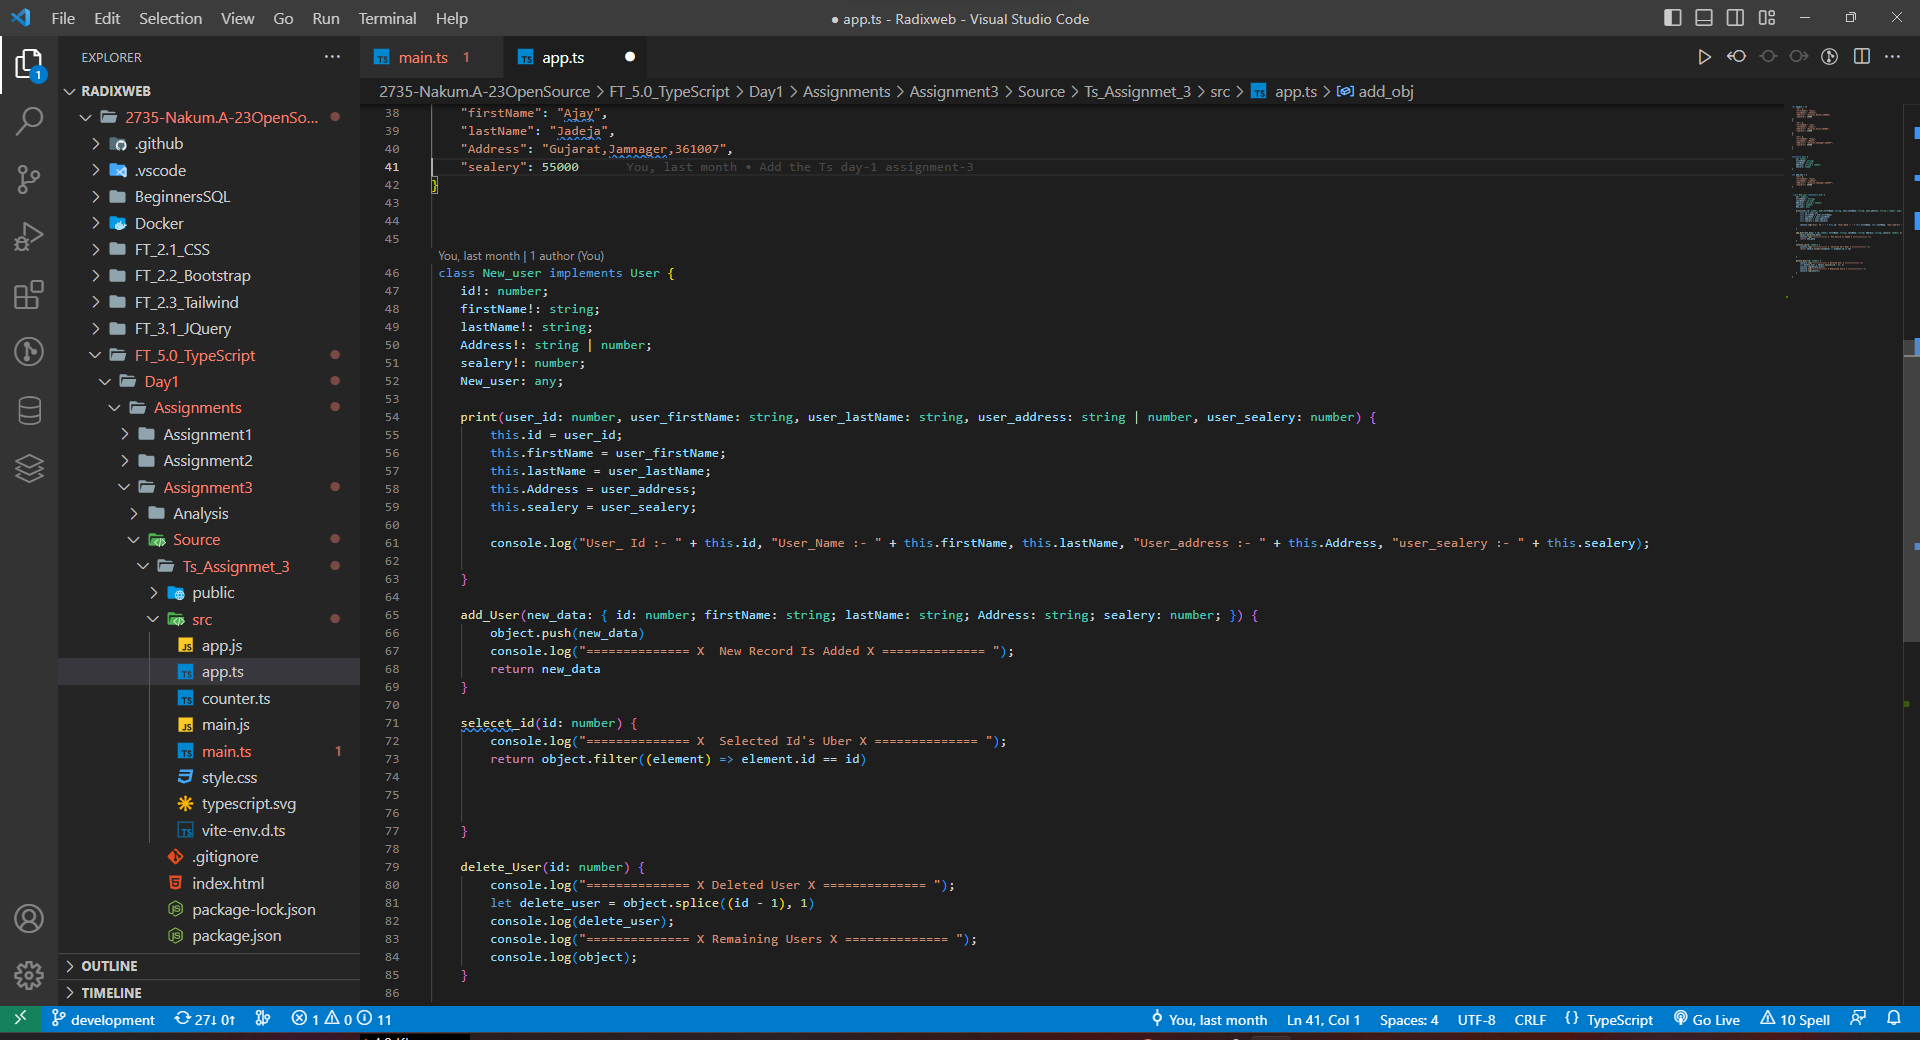 File Edit Selection View Go Run Terminal Help
● app.ts - Radixweb - Visual Studio Code
EXPLORER
1
RADIXWEB
2735-Nakum.A-23OpenSo...
.github
.vscode
BeginnersSQL
Docker
FT_2.1_CSS
FT_2.2_Bootstrap
FT_2.3_Tailwind
FT_3.1_JQuery
FT_5.0_TypeScript
Day1
Assignments
Assignment1
Assignment2
Assignment3
Analysis
Source
Ts_Assignmet_3
public
src
JS app.js
TS app.ts
TS counter.ts
JS main.js
TS main.ts 1
style.css
typescript.svg
TS vite-env.d.ts
.gitignore
index.html
package-lock.json
package.json
OUTLINE
TIMELINE
TS main.ts 1
TS app.ts ●
2735-Nakum.A-23OpenSource > FT_5.0_TypeScript > Day1 > Assignments > Assignment3 > Source > Ts_Assignmet_3 > src > TS app.ts > add_obj
38 "firstName": "Ajay",
39 "lastName": "Jadeja",
40 "Address": "Gujarat,Jamnager,361007",
41 "sealery": 55000 You, last month • Add the Ts day-1 assignment-3
42 }
43
44
45
You, last month | 1 author (You)
46 class New_user implements User {
47 id!: number;
48 firstName!: string;
49 lastName!: string;
50 Address!: string | number;
51 sealery!: number;
52 New_user: any;
53
54 print(user_id: number, user_firstName: string, user_lastName: string, user_address: string | number, user_sealery: number) {
55 this.id = user_id;
56 this.firstName = user_firstName;
57 this.lastName = user_lastName;
58 this.Address = user_address;
59 this.sealery = user_sealery;
60
61 console.log("User_ Id :- " + this.id, "User_Name :- " + this.firstName, this.lastName, "User_address :- " + this.Address, "user_sealery :- " + this.sealery);
62
63 }
64
65 add_User(new_data: { id: number; firstName: string; lastName: string; Address: string; sealery: number; }) {
66 object.push(new_data)
67 console.log("============== X  New Record Is Added X ============== ");
68 return new_data
69 }
70
71 selecet_id(id: number) {
72 console.log("============== X  Selected Id's Uber X ============== ");
73 return object.filter((element) => element.id == id)
74
75
76
77 }
78
79 delete_User(id: number) {
80 console.log("============== X Deleted User X ============== ");
81 let delete_user = object.splice((id - 1), 1)
82 console.log(delete_user);
83 console.log("============== X Remaining Users X ============== ");
84 console.log(object);
85 }
86
development 27↓ 0↑ 1 0 11
You, last month Ln 41, Col 1 Spaces: 4 UTF-8 CRLF {} TypeScript Go Live 10 Spell